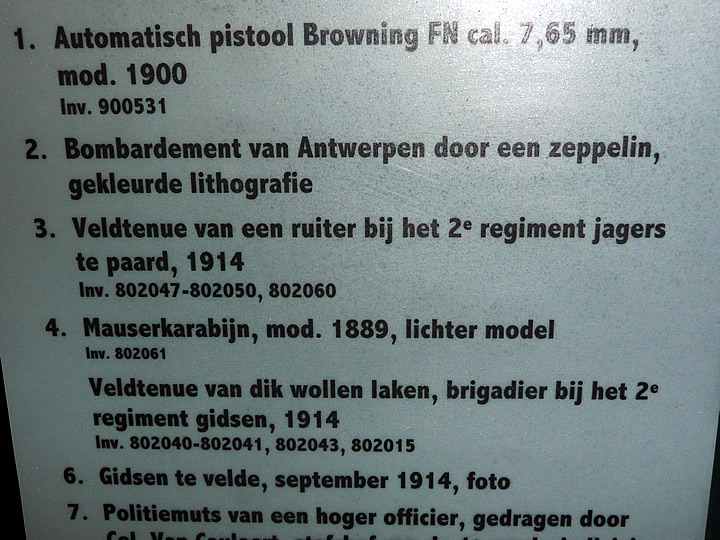 1. Automatisch pistool Browning FN cal. 7,65 mm,
mod. 1900
Inv. 900531
2. Bombardement van Antwerpen door een zeppelin,
gekleurde lithografie
3. Veldtenue van een ruiter bij het 2e regiment jagers
te paard, 1914
Inv. 802047-802050, 802060
4. Mauserkarabijn, mod. 1889, lichter model
Inv. 802061
Veldtenue van dik wollen laken, brigadier bij het 2e
regiment gidsen, 1914
Inv. 802040-802041, 802043, 802015
6. Gidsen te velde, september 1914, foto
7. Politiemuts van een hoger officier, gedragen door
Col. Van